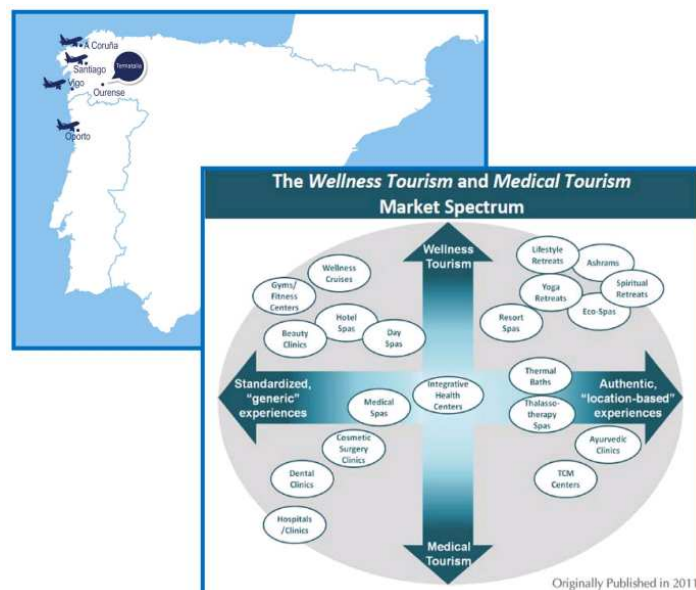 A Coruña
Santiago
Termatalia
Vigo
Ourense
Oporto
The Wellness Tourism and Medical Tourism
Market Spectrum
Wellness
Tourism
Lifestyle
Retreats
Ashrams
Wellness
Cruises
Spiritual
Retreats
Gyms/
Fitness
Centers
Yoga
Retreats
Eco-Spas
Hotel
Spas
Resort
Spas
Beauty
Clinics
Day
Spas
Thermal
Baths
Standardized,
"generic"
experiences
Integrative
Health
Centers
Authentic,
"location-based"
experiences
Medical
Spas
Thalasso-
therapy
Spas
Cosmetic
Surgery
Clinics
Ayurvedic
Clinics
Dental
Clinics
TCM
Centers
Hospitals
/Clinics
Medical
Tourism
Originally Published in 2011